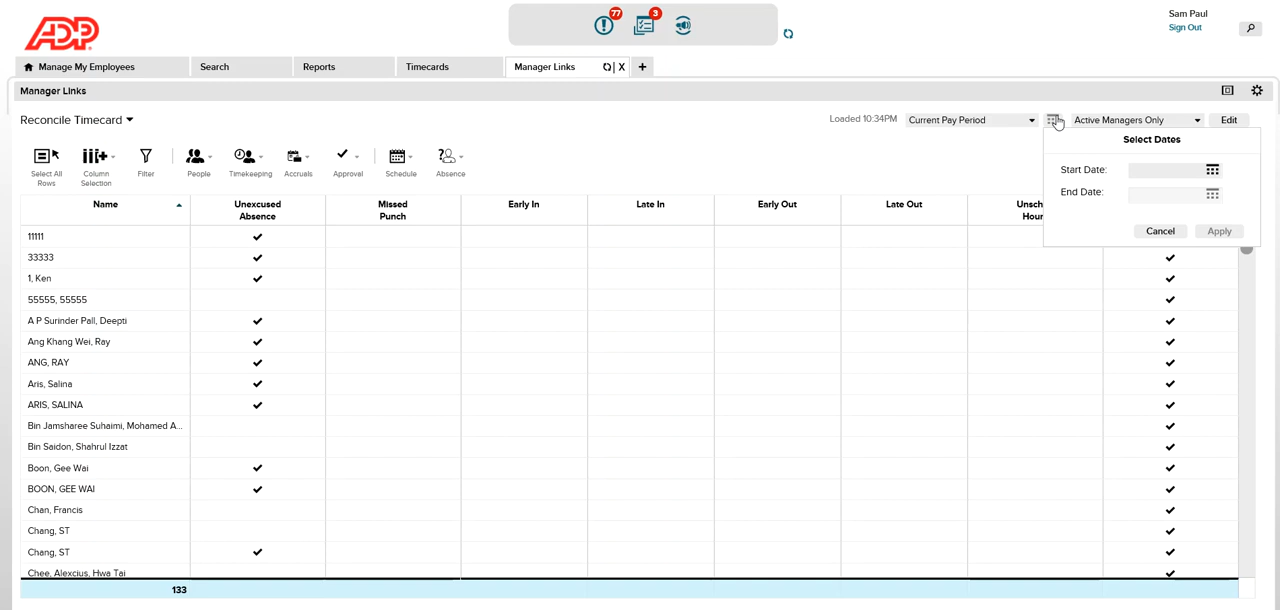 ADP
77
3
Sam Paul
Sign Out
Manage My Employees
Search
Reports
Timecards
Manager Links
X
+
Manager Links
Reconcile Timecard
Loaded 10:34PM
Current Pay Period
Active Managers Only
Edit
Select Dates
Start Date:
End Date:
Cancel
Apply
Select All
Rows
Column
Selection
Filter
People
Timekeeping
Accruals
Approval
Schedule
Absence
Name
Unexcused
Absence
Missed
Punch
Early In
Late In
Early Out
Late Out
11111
33333
1, Ken
55555, 55555
A P Surinder Pall, Deepti
Ang Khang Wei, Ray
ANG, RAY
Aris, Salina
ARIS, SALINA
Bin Jamsharee Suhaimi, Mohamed A...
Bin Saidon, Shahrul Izzat
Boon, Gee Wai
BOON, GEE WAI
Chan, Francis
Chang, ST
Chang, ST
Chee, Alexcius, Hwa Tai
133